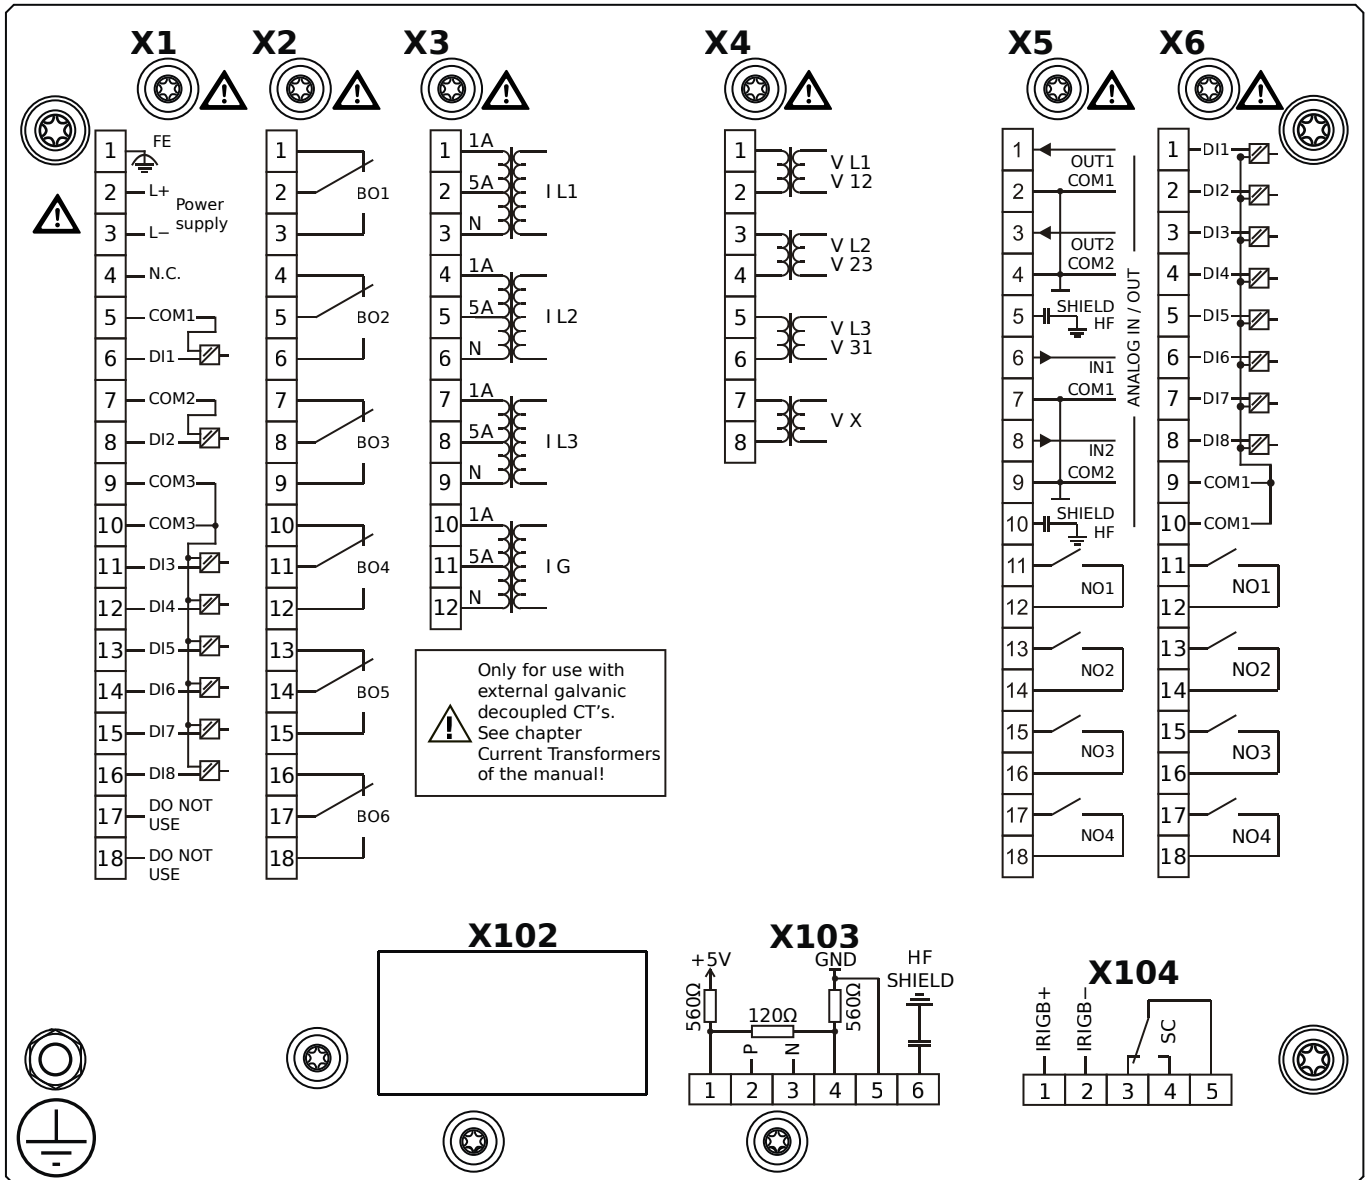 X1
X2
X3
X4
X5
X6
1
FE
2
L+
Power
supply
3
L−
4
N.C.
5
COM1
6
DI1
7
COM2
8
DI2
9
COM3
10
COM3
11
DI3
12
DI4
13
DI5
14
DI6
15
DI7
16
DI8
17
DO NOT
USE
18
DO NOT
USE
1
2
BO1
3
4
5
BO2
6
7
8
BO3
9
10
11
BO4
12
13
14
BO5
15
16
17
BO6
18
1
1A
2
5A
I L1
3
N
4
1A
5
5A
I L2
6
N
7
1A
8
5A
I L3
9
N
10
1A
11
5A
I G
12
N
Only for use with
external galvanic
decoupled CT's.
See chapter
Current Transformers
of the manual!
1
V L1
2
V 12
3
V L2
4
V 23
5
V L3
6
V 31
7
V X
8
1
OUT1
2
COM1
3
OUT2
4
COM2
5
SHIELD
HF
6
IN1
7
COM1
8
IN2
9
COM2
10
SHIELD
HF
ANALOG IN / OUT
11
NO1
12
13
NO2
14
15
NO3
16
17
NO4
18
1
DI1
2
DI2
3
DI3
4
DI4
5
DI5
6
DI6
7
DI7
8
DI8
9
COM1
10
COM1
11
NO1
12
13
NO2
14
15
NO3
16
17
NO4
18
X102
X103
+5V
GND
HF
SHIELD
560Ω
120Ω
560Ω
P
N
1
2
3
4
5
6
X104
IRIGB+
IRIGB−
SC
1
2
3
4
5